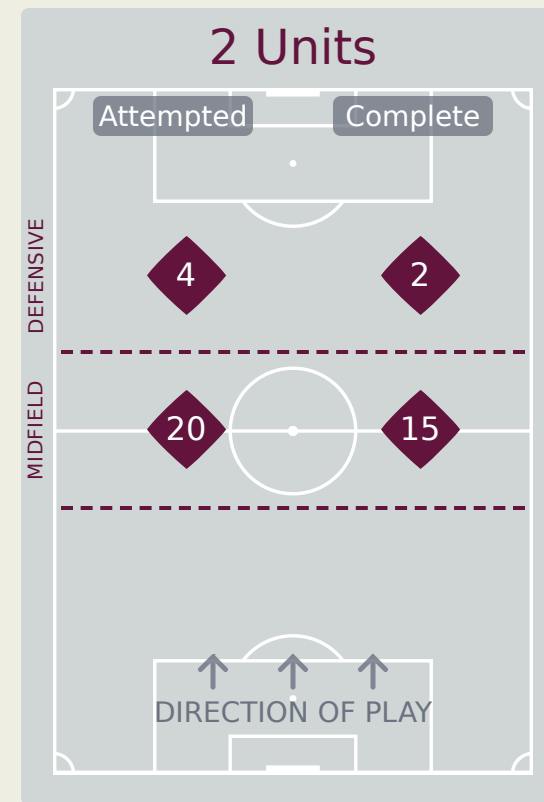 2 Units
Attempted
Complete
DEFENSIVE
4
2
MIDFIELD
20
15
DIRECTION OF PLAY